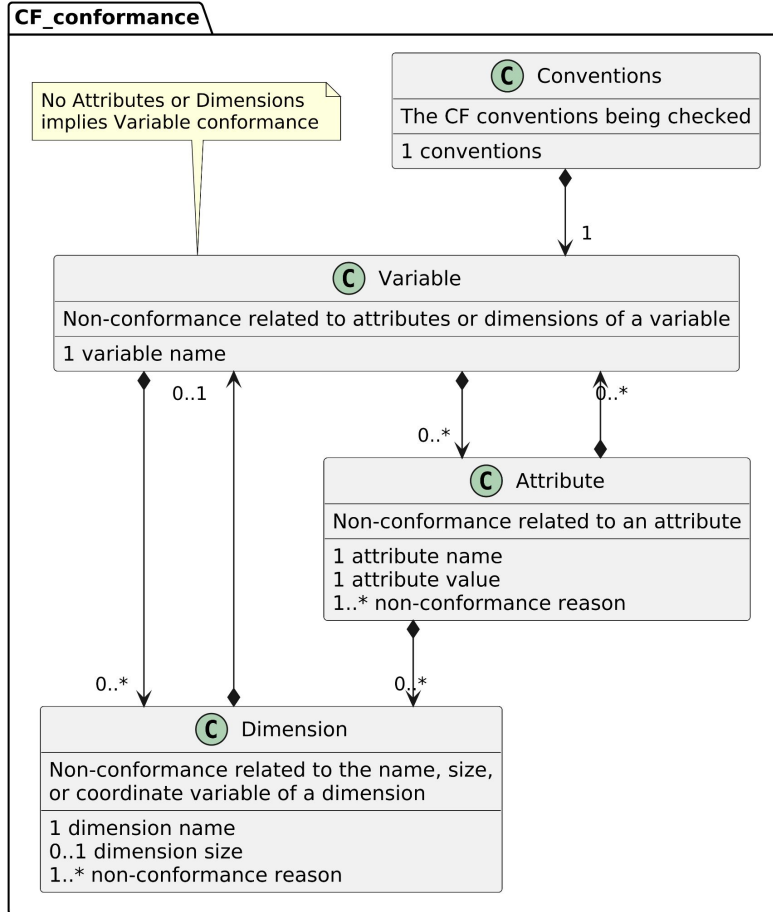 CF_conformance
No Attributes or Dimensions
implies Variable conformance
C Conventions
The CF conventions being checked
1 conventions
1
C Variable
Non-conformance related to attributes or dimensions of a variable
1 variable name
0..1
0..*
0..*
C Attribute
Non-conformance related to an attribute
1 attribute name
1 attribute value
1..* non-conformance reason
0..*
0..*
C Dimension
Non-conformance related to the name, size,
or coordinate variable of a dimension
1 dimension name
0..1 dimension size
1..* non-conformance reason